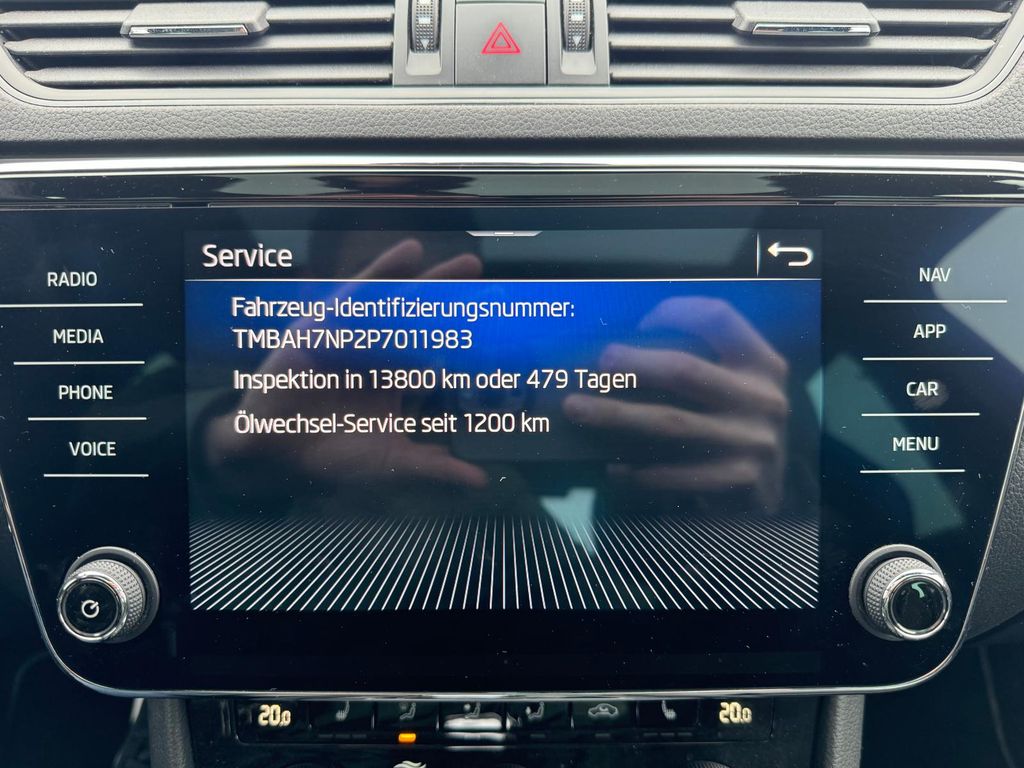 Service
Fahrzeug-Identifizierungsnummer:
TMBAH7NP2P7011983
Inspektion in 13800 km oder 479 Tagen
Ölwechsel-Service seit 1200 km
RADIO
MEDIA
PHONE
VOICE
NAV
APP
CAR
MENU
20.0
20.0